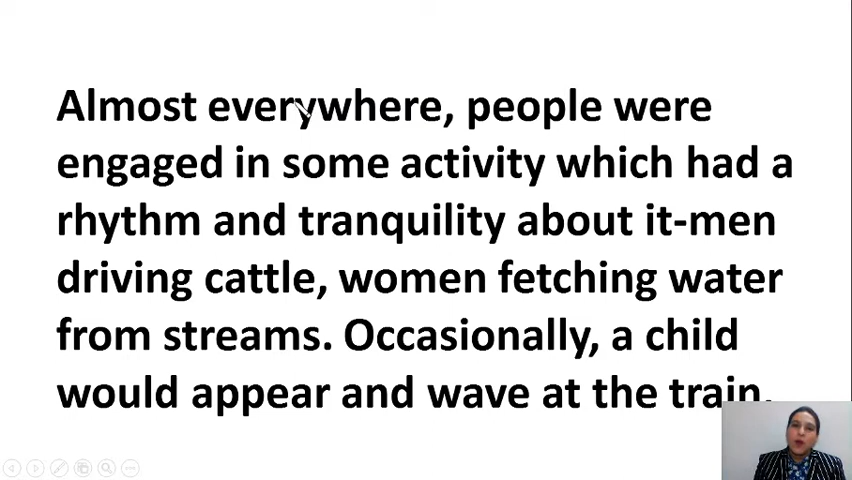 Almost everywhere, people were
engaged in some activity which had a
rhythm and tranquility about it-men
driving cattle, women fetching water
from streams. Occasionally, a child
would appear and wave at the train.